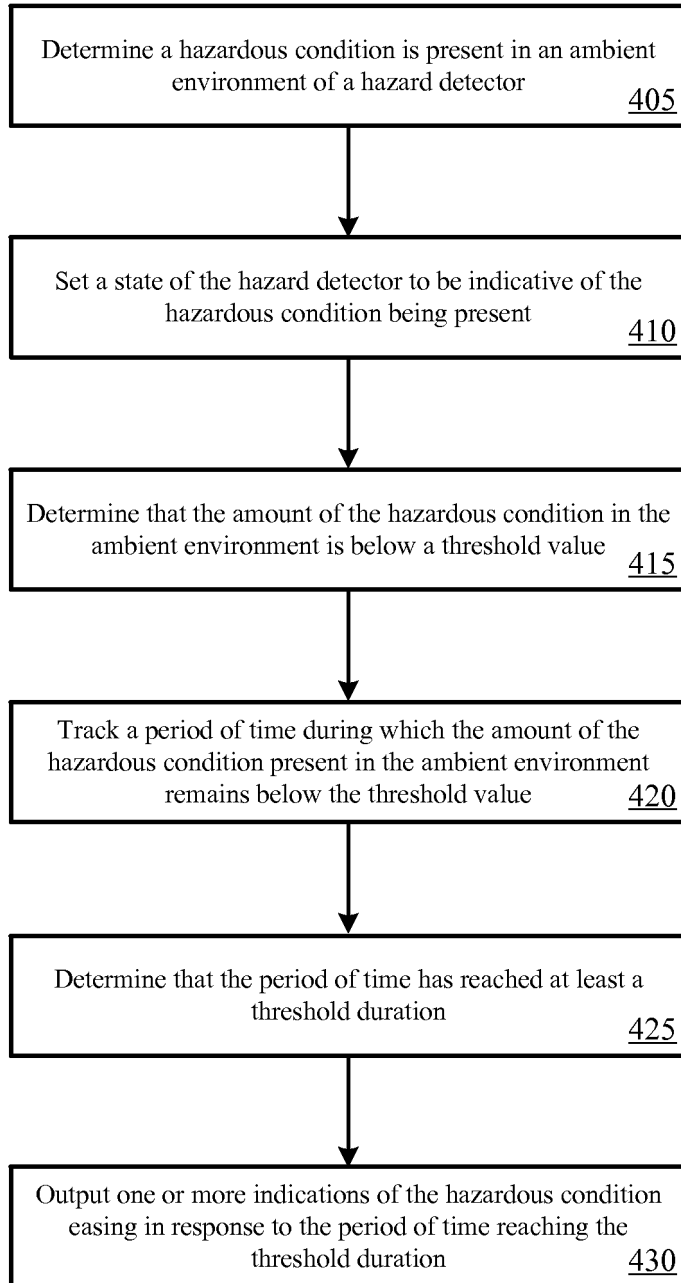 Determine a hazardous condition is present in an ambient
environment of a hazard detector
405
Set a state of the hazard detector to be indicative of the
hazardous condition being present
410
Determine that the amount of the hazardous condition in the
ambient environment is below a threshold value
415
Track a period of time during which the amount of the
hazardous condition present in the ambient environment
remains below the threshold value
420
Determine that the period of time has reached at least a
threshold duration
425
Output one or more indications of the hazardous condition
easing in response to the period of time reaching the
threshold duration
430